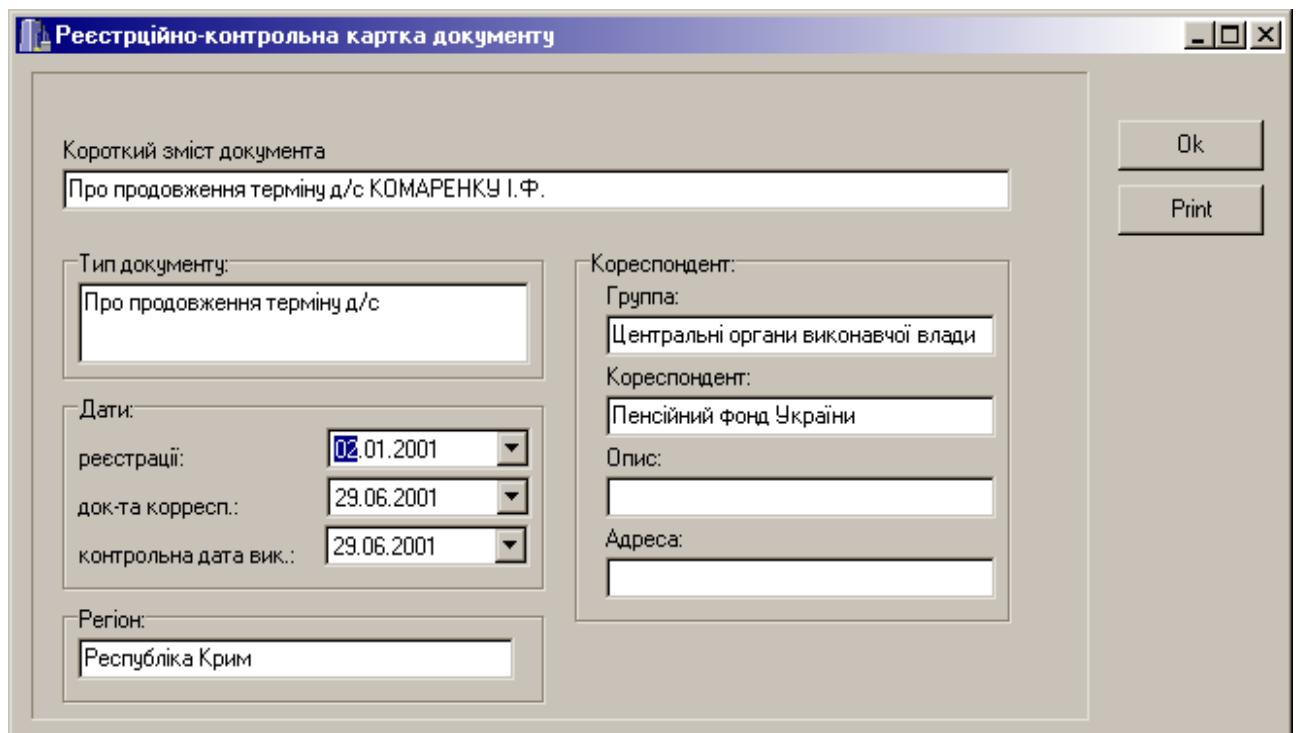 Реєстрційно-контрольна картка документу
Ok
Print
Короткий зміст документа
Про продовження терміну д/с КОМАРЕНКУ І.Ф.
Тип документу:
Про продовження терміну д/с
Дати:
реєстрації: 02.01.2001
док-та корресп.: 29.06.2001
контрольна дата вик.: 29.06.2001
Регіон:
Республіка Крим
Кореспондент:
Группа:
Центральні органи виконавчої влади
Кореспондент:
Пенсійний фонд України
Опис:
Адреса: